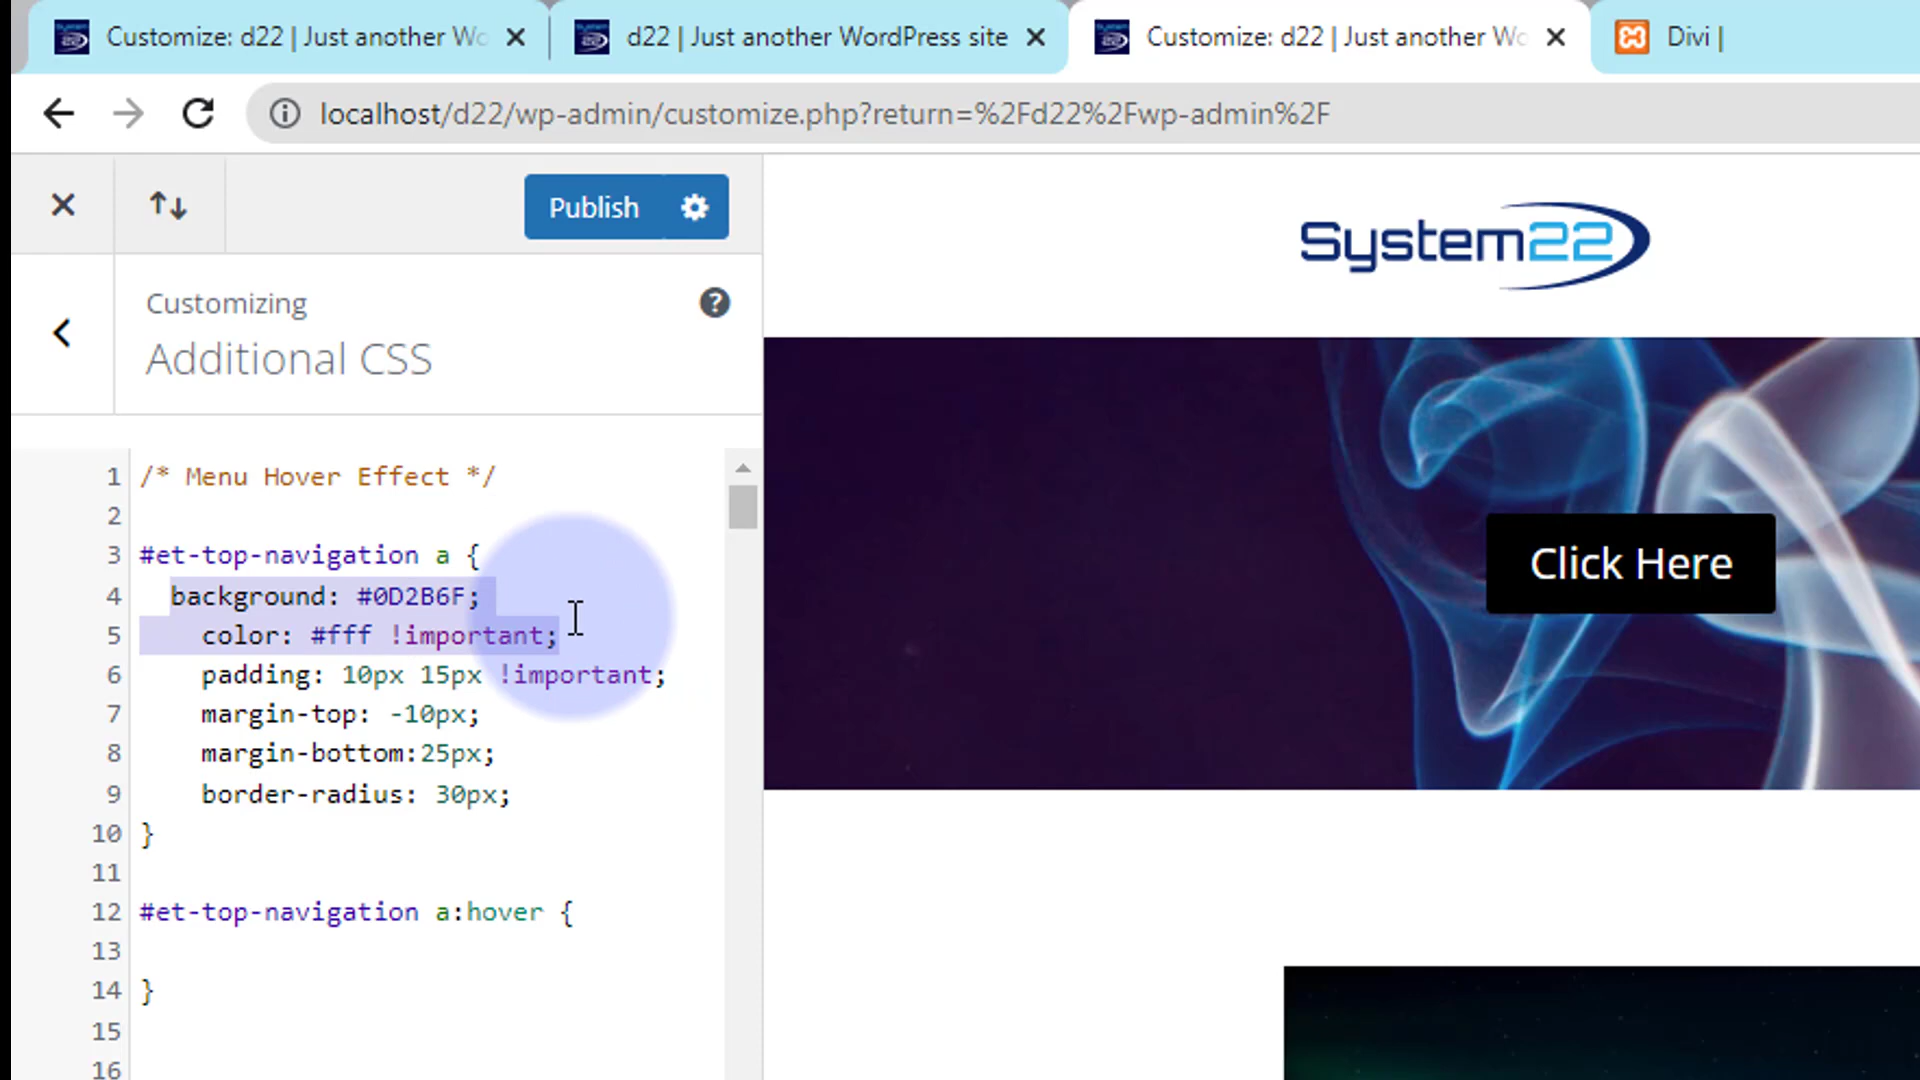 Customize: d22 | Just another Wo
d22 | Just another WordPress site
Customize: d22 | Just another Wo
Divi |
localhost/d22/wp-admin/customize.php?return=%2Fd22%2Fwp-admin%2F
Publish
System22
Customizing
Additional CSS
1 /* Menu Hover Effect */
2
3 #et-top-navigation a {
4 background: #0D2B6F;
5 color: #fff !important;
6 padding: 10px 15px !important;
7 margin-top: -10px;
8 margin-bottom:25px;
9 border-radius: 30px;
10 }
11
12 #et-top-navigation a:hover {
13
14 }
15
16
Click Here